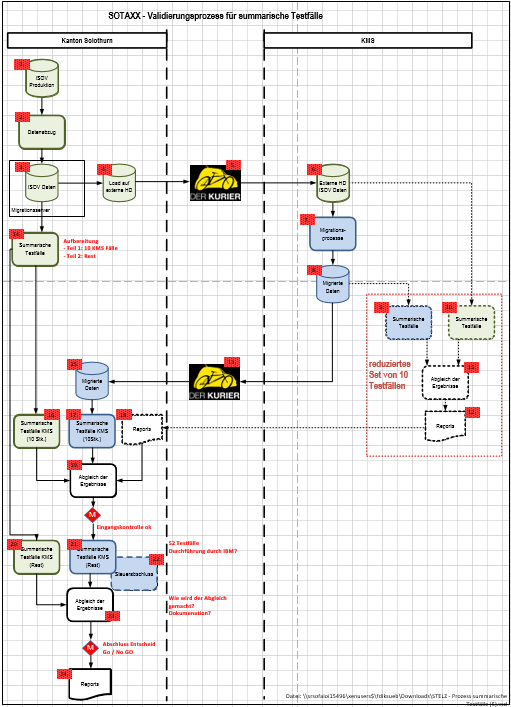 SOTAXX - Validierungsprozess für summarische Testfälle
Kanton Solothurn
KMS
ISOV
Produktion
Datenabzug
ISOV Daten
Migrationsserver
Load auf
externe HD
DER KURIER
Externe HD
ISOV Daten
Migrations-
prozesse
Migrierte
Daten
Summarische
Testfälle
Aufbereitung
- Teil 1: 10 KMS Fälle
- Teil 2: Rest
Summarische
Testfälle
Summarische
Testfälle
reduziertes
Set von 10
Testfällen
Abgleich der
Ergebnisse
Reports
Migrierte
Daten
DER KURIER
Summarische
Testfälle KMS
(10 Stk.)
Summarische
Testfälle KMS
(10Stk.)
Reports
Abgleich der
Ergebnisse
M
Eingangskontrolle ok
Summarische
Testfälle KMS
(Rest)
Summarische
Testfälle KMS
(Rest)
Steuerabschluss
52 Testfälle
Durchführung durch IBM?
Abgleich der
Ergebnisse
Wie wird der Abgleich
gemacht?
Dokumenation?
M
Abschluss Entscheid
Go / No GO
Reports